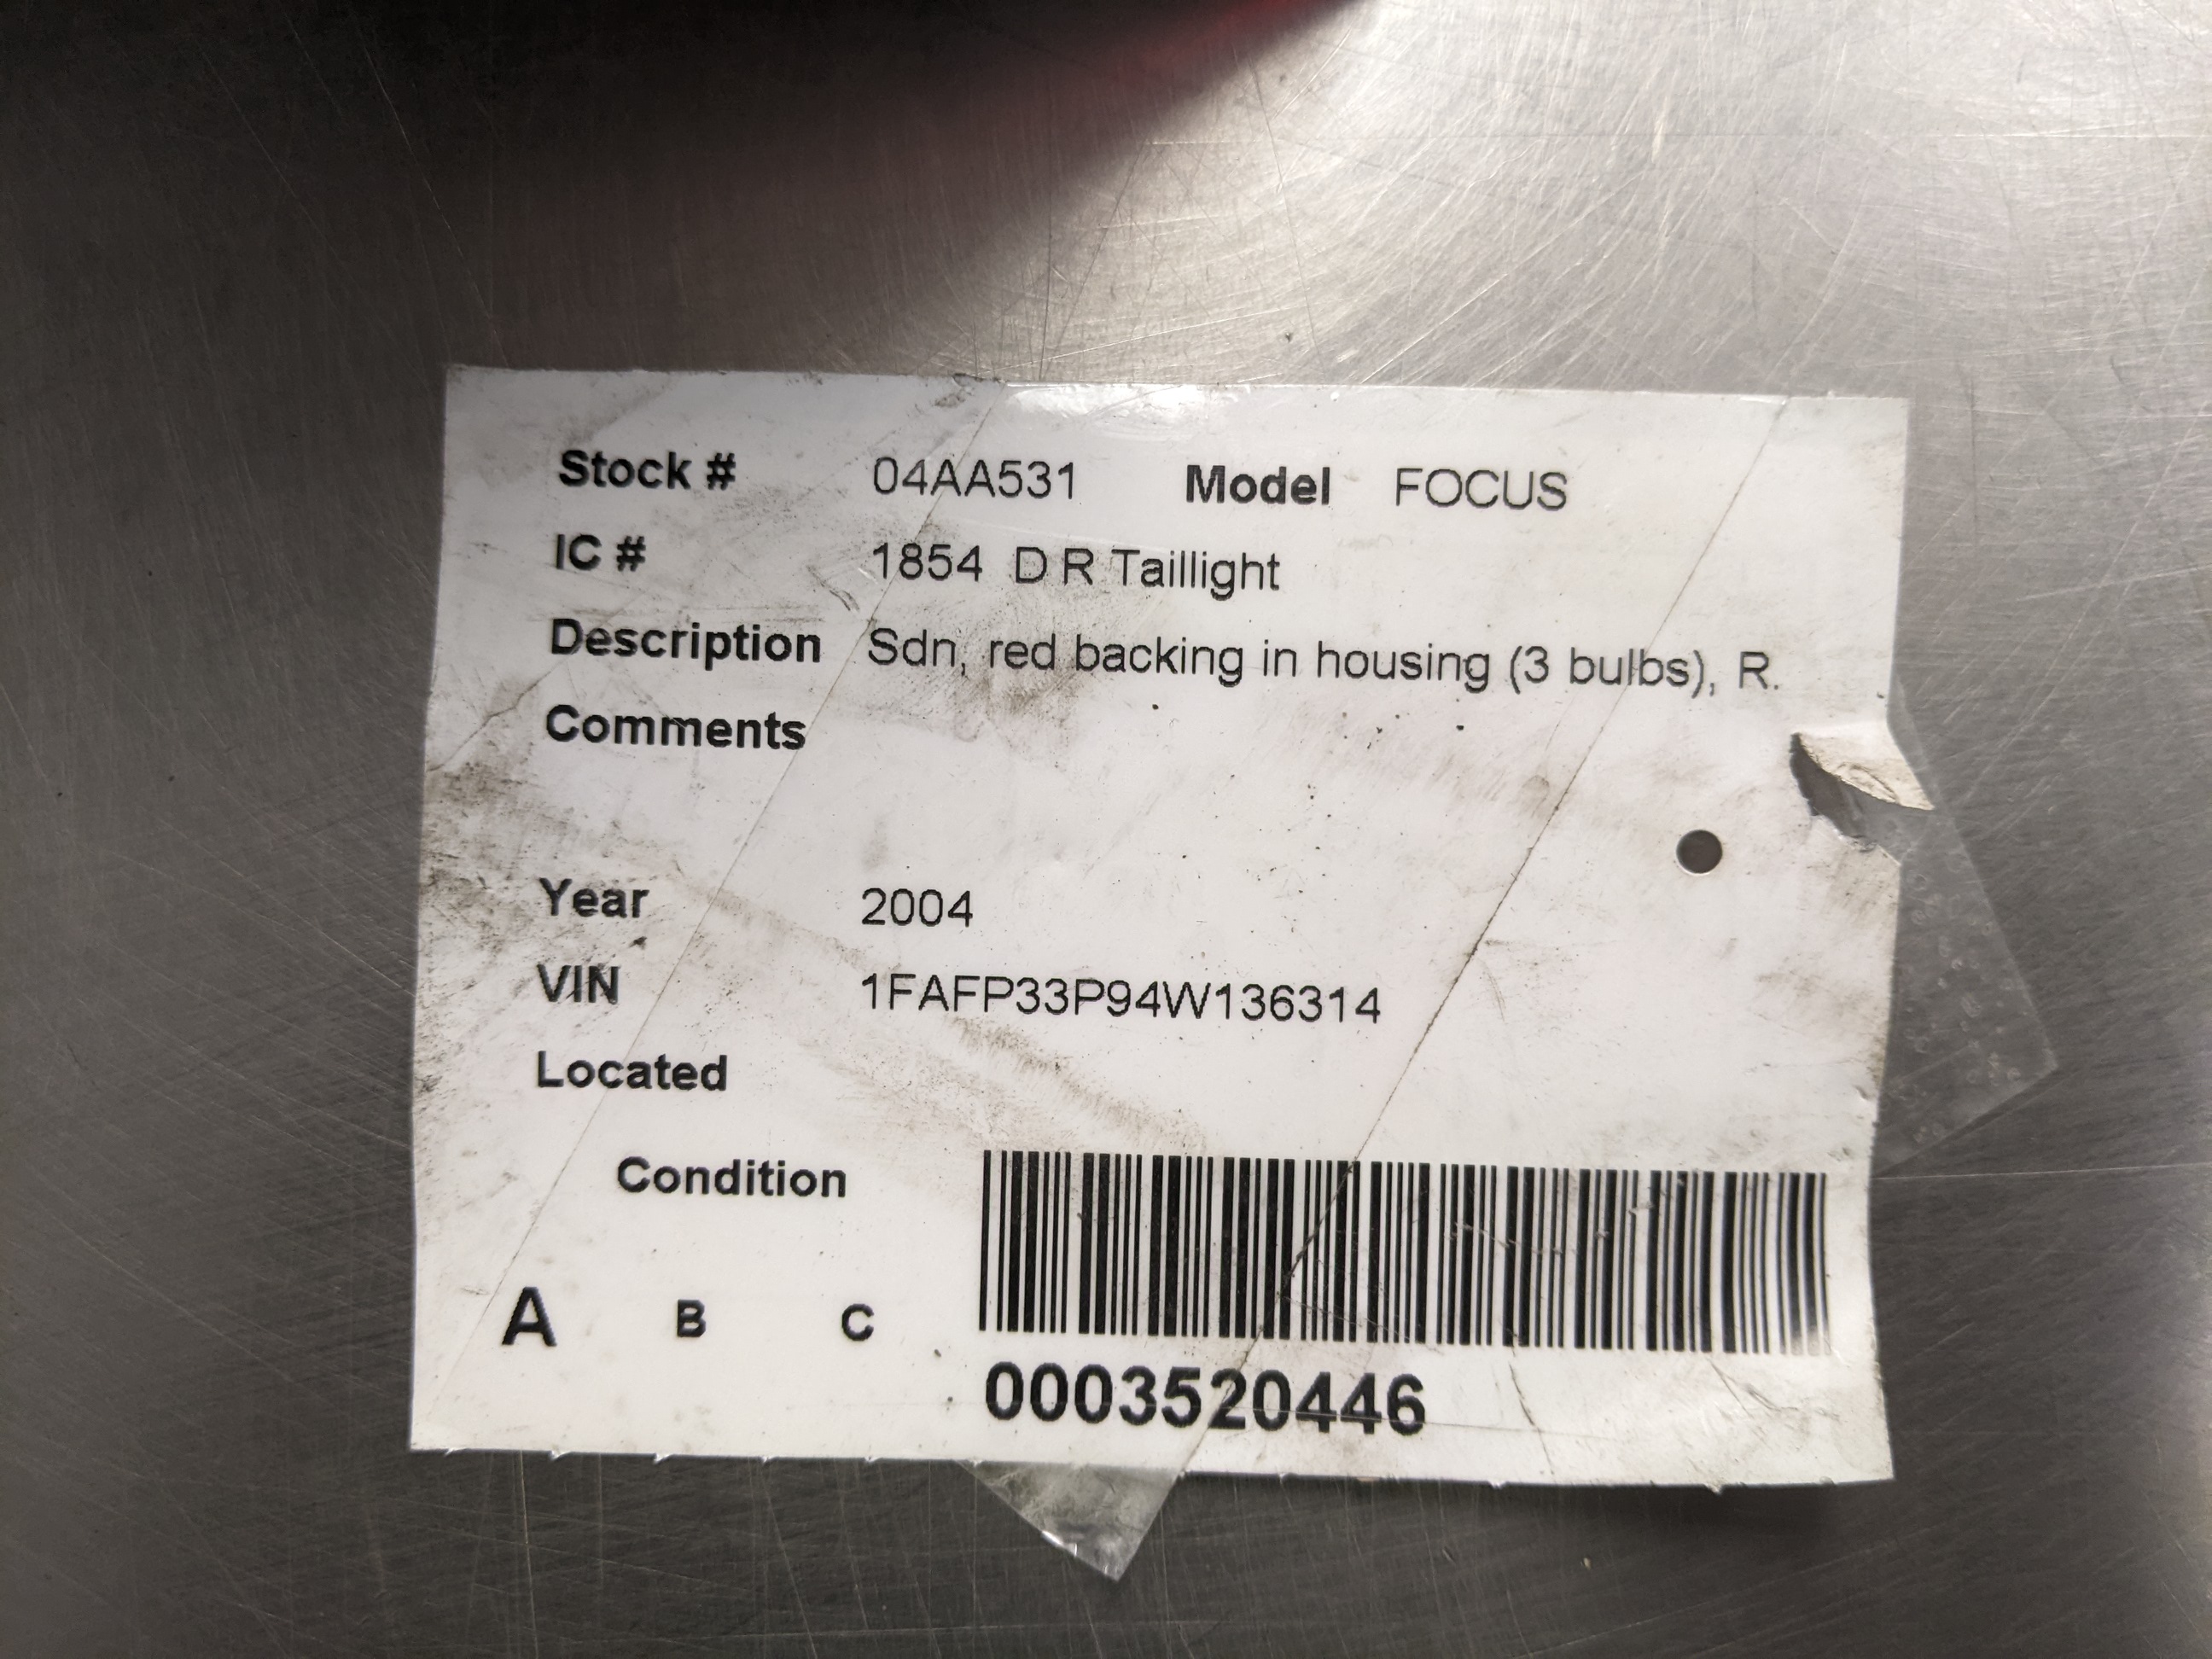 Stock # 04AA531 Model FOCUS
IC # 1854 D R Taillight
Description Sdn, red backing in housing (3 bulbs), R.
Comments
Year 2004
VIN 1FAFP33P94W136314
Located
Condition
A B C
0003520446